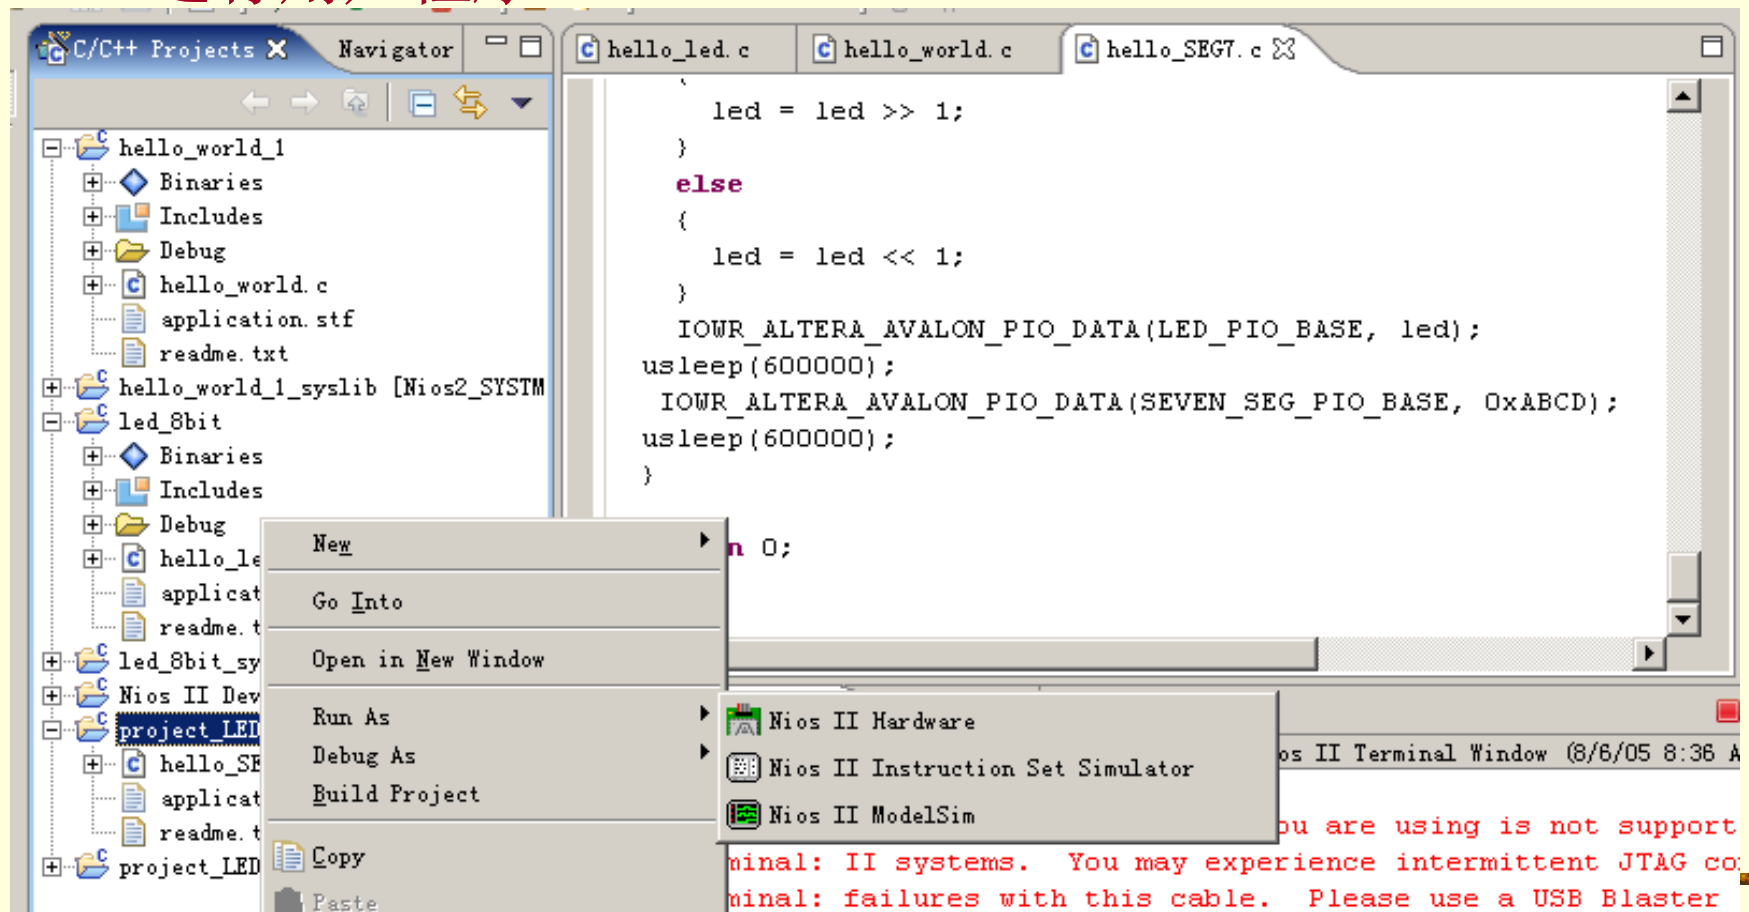 C/C++ Projects
Navigator
hello_led.c
hello_world.c
hello_SEG7.c
hello_world_1
Binaries
Includes
Debug
hello_world.c
application.stf
readme.txt
hello_world_1_syslib [Nios2_SYSTM
led_8bit
Binaries
Includes
Debug
hello_le
applicat
readme.t
led_8bit_sy
Nios II Dev
project_LED
hello_SE
applicat
readme.t
project_LED
{
led = led >> 1;
}
else
{
led = led << 1;
}
IOWR_ALTERA_AVALON_PIO_DATA(LED_PIO_BASE, led);
usleep(600000);
IOWR_ALTERA_AVALON_PIO_DATA(SEVEN_SEG_PIO_BASE, 0xABCD);
usleep(600000);
}
n 0;
New
Go Into
Open in New Window
Run As
Debug As
Build Project
Copy
Paste
Nios II Hardware
Nios II Instruction Set Simulator
Nios II ModelSim
os II Terminal Window (8/6/05 8:36 A
ou are using is not support
minal: II systems. You may experience intermittent JTAG co
minal: failures with this cable. Please use a USB Blaster